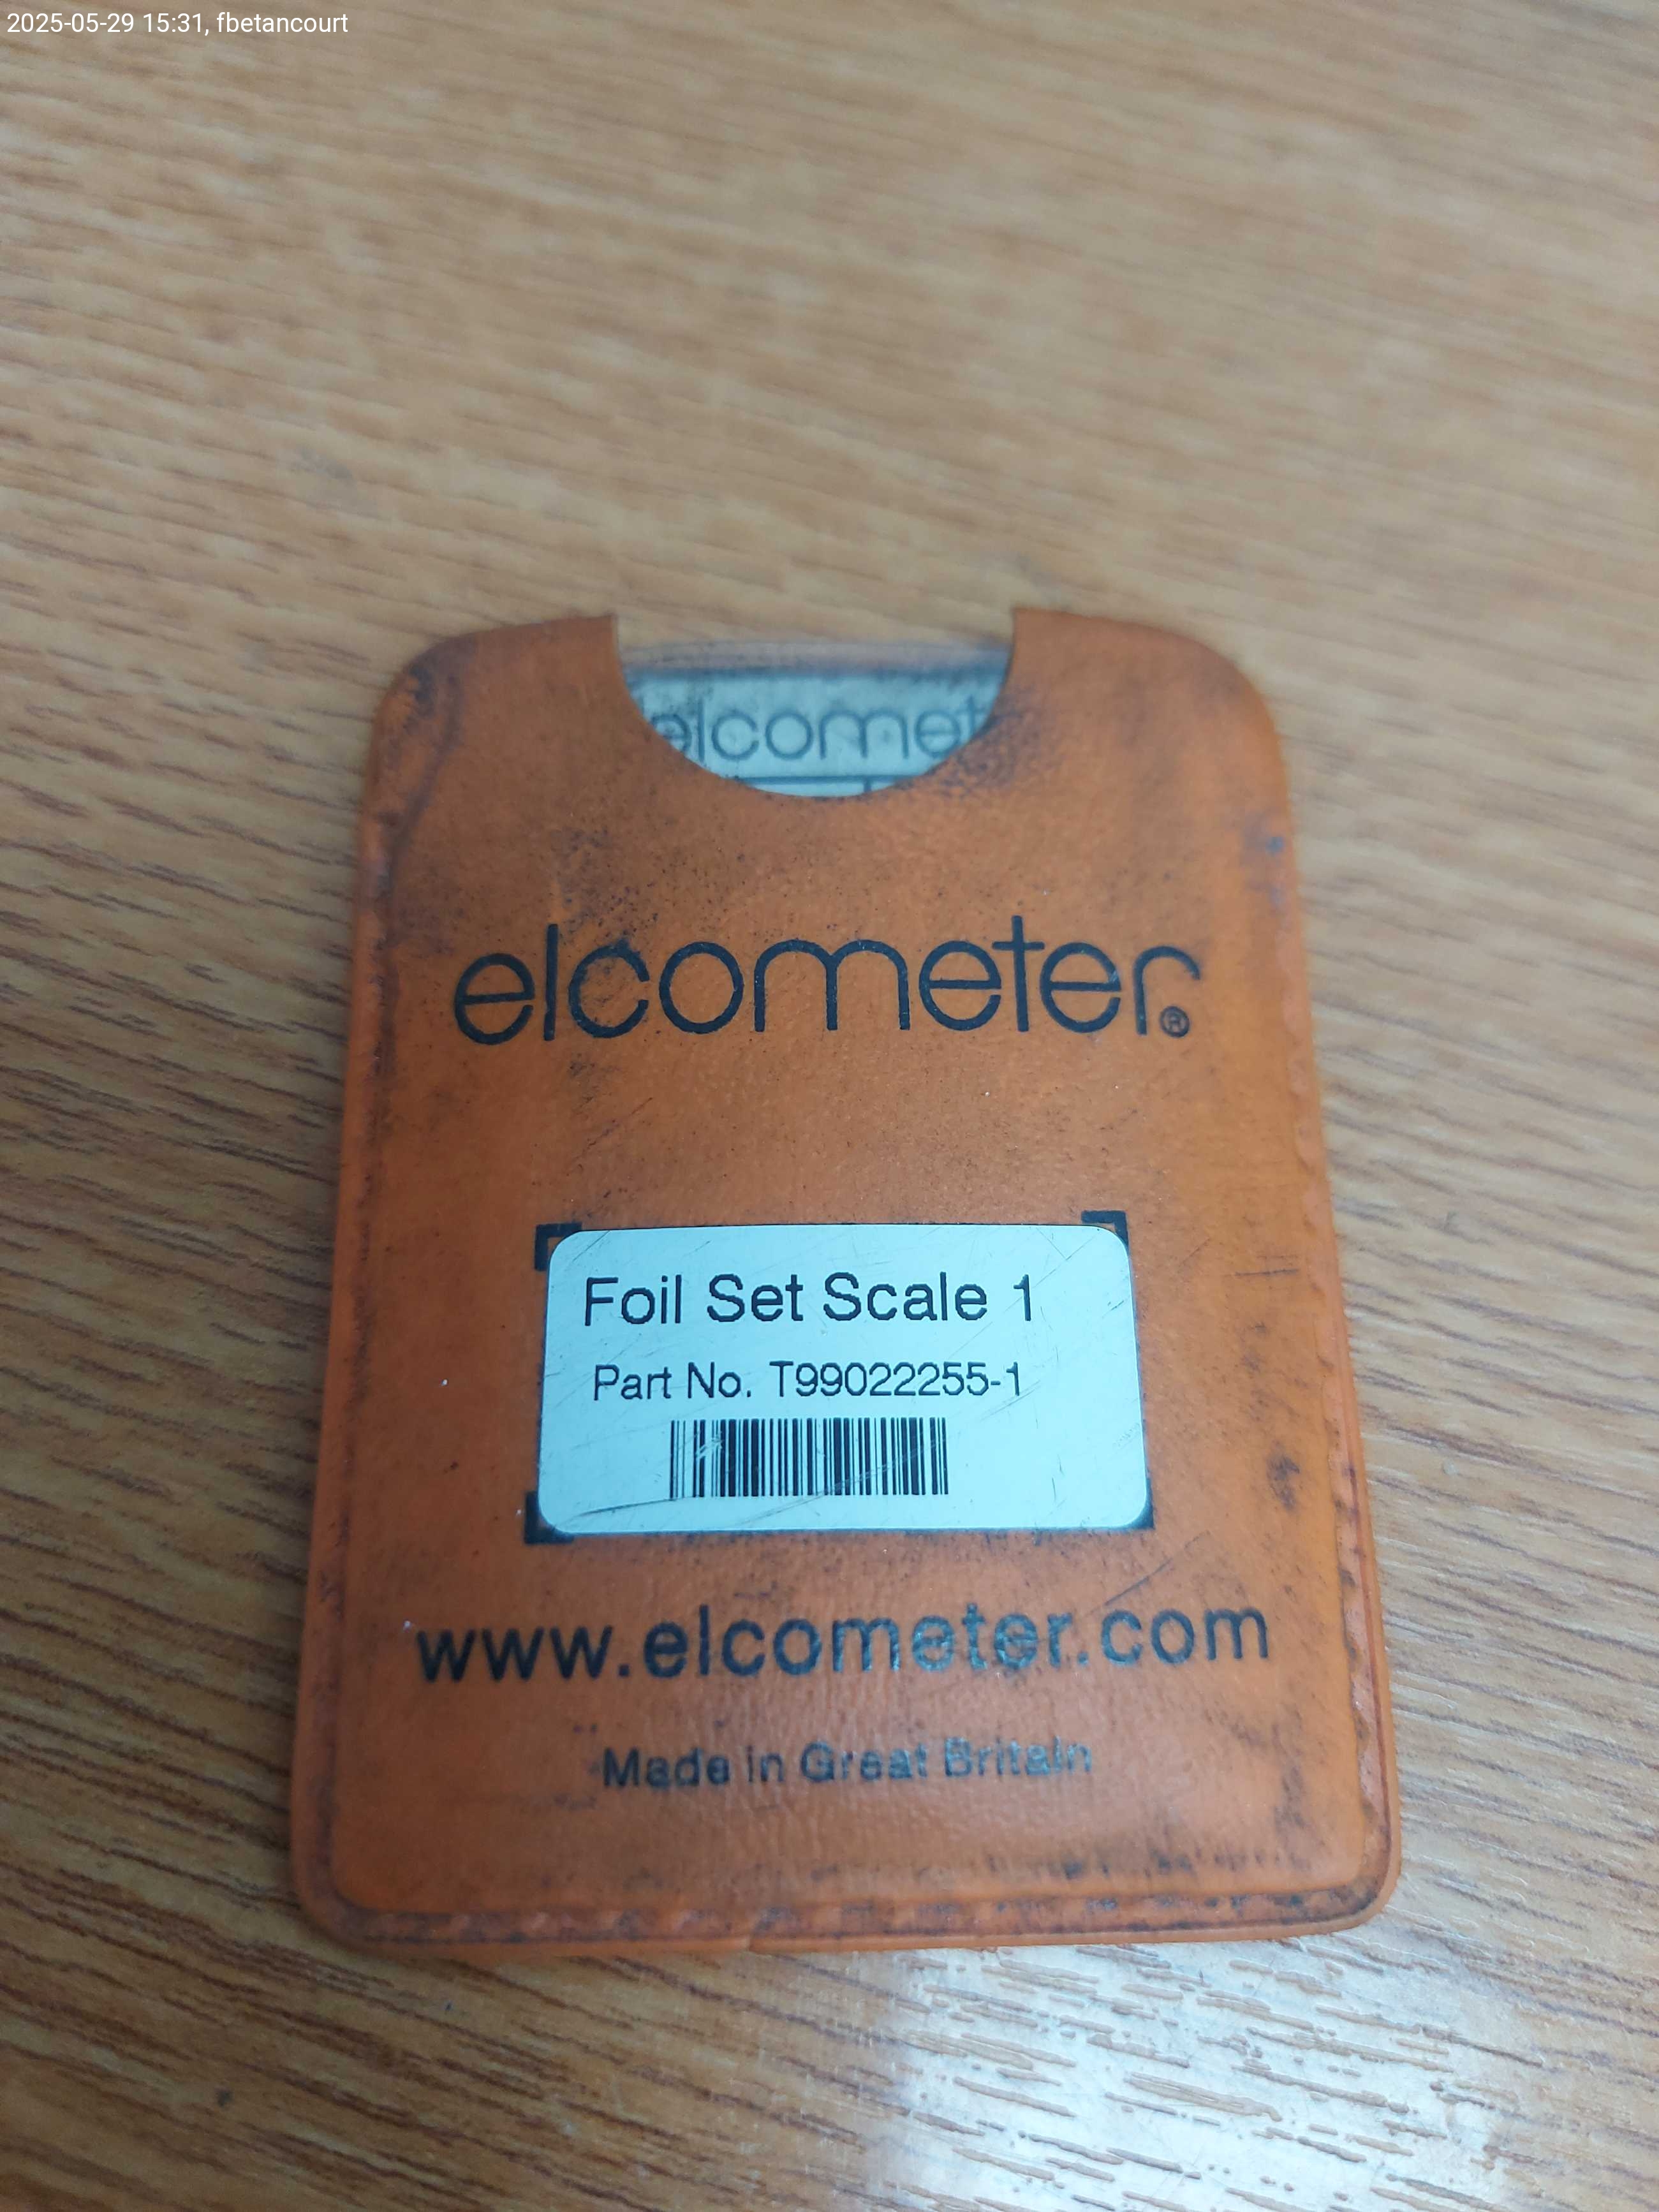 2025-05-29 15:31, fbetancourt
elcomet
elcometer®
Foil Set Scale 1
Part No. T99022255-1
www.elcometer.com
Made in Great Britain